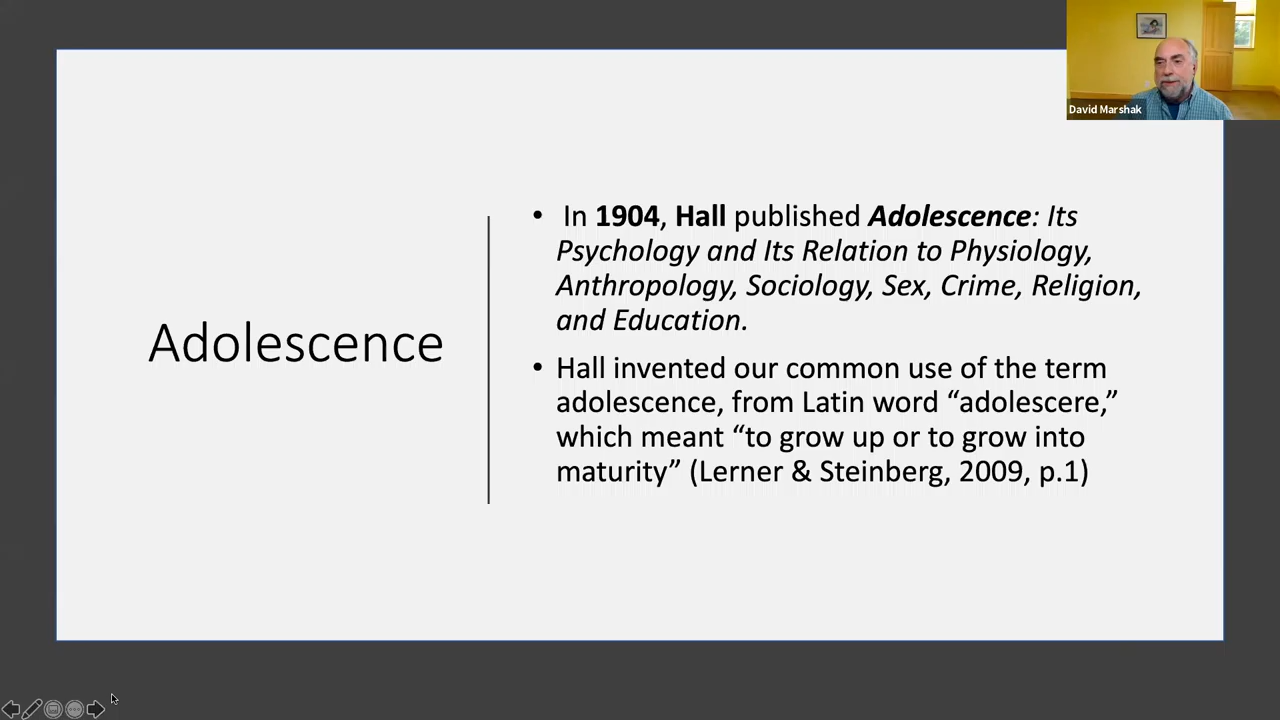 David Marshak
Adolescence
• In 1904, Hall published Adolescence: Its
Psychology and Its Relation to Physiology,
Anthropology, Sociology, Sex, Crime, Religion,
and Education.
• Hall invented our common use of the term
adolescence, from Latin word “adolescere,”
which meant “to grow up or to grow into
maturity” (Lerner & Steinberg, 2009, p.1)